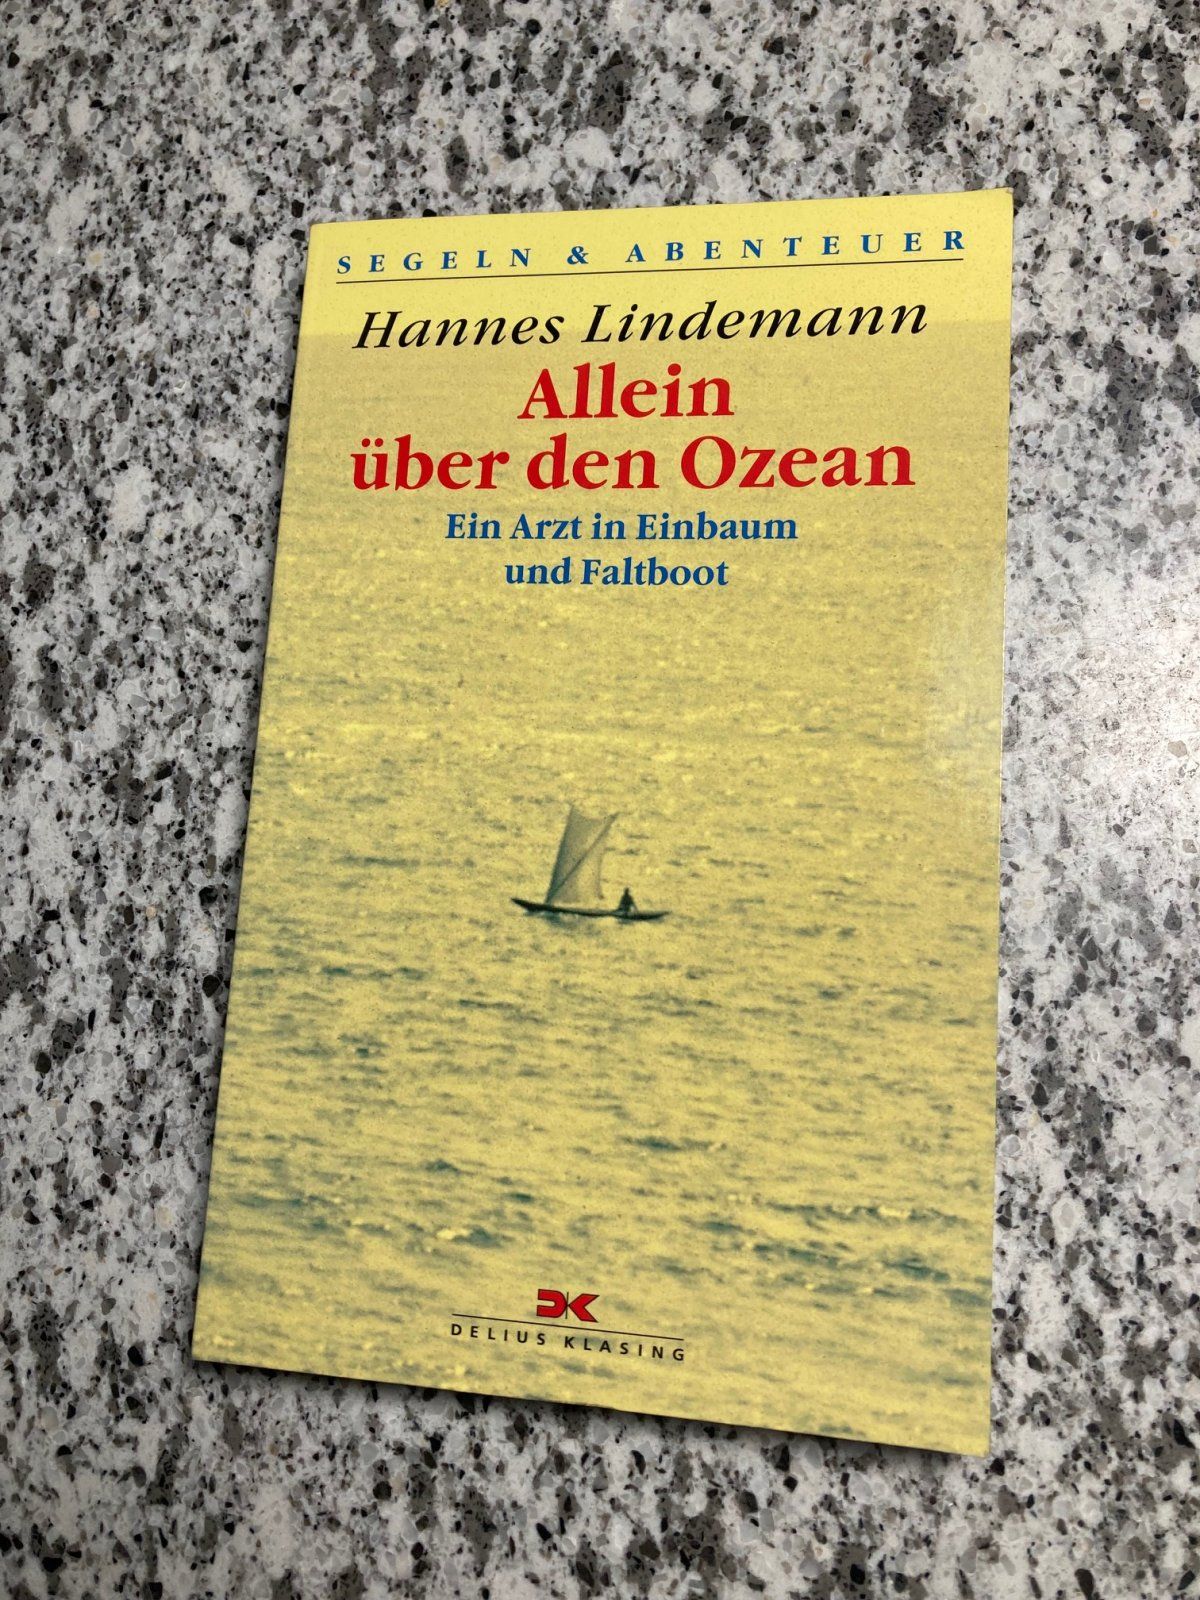 SEGELN & ABENTEUER
Hannes Lindemann
Allein
über den Ozean
Ein Arzt in Einbaum
und Faltboot
DK
DELIUS KLASING